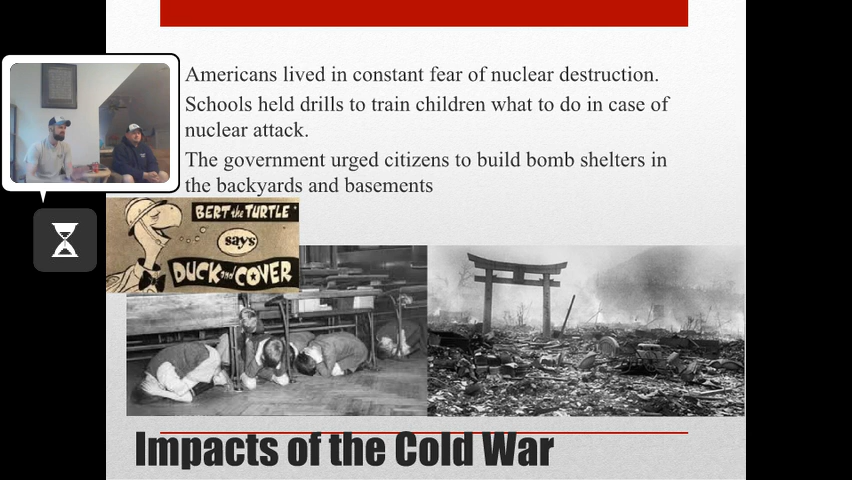 Americans lived in constant fear of nuclear destruction.
Schools held drills to train children what to do in case of
nuclear attack.
The government urged citizens to build bomb shelters in
the backyards and basements
BERT the TURTLE
says
DUCK and COVER
Impacts of the Cold War